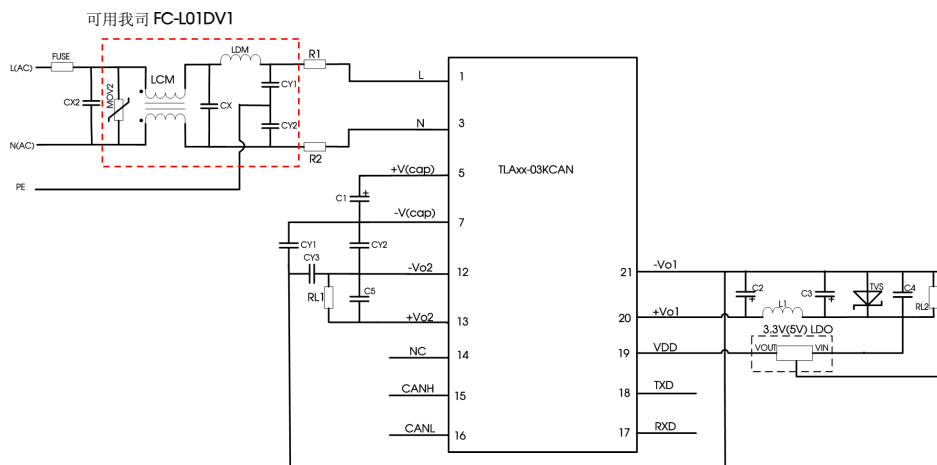 可用我司 FC-L01DV1
FUSE
LDM
R1
L(AC)
LCM
L
1
CX2
MOV2
CX
CY1
CY2
N
3
N(AC)
R2
PE
TLAxx-03KCAN
+V(cap)
5
C1
+
-V(cap)
7
CY1
CY2
CY3
-Vo2
12
RL1
C5
+Vo2
13
NC
14
CANH
15
CANL
16
21
-Vo1
C2
+
C3
+
TVS
C4
RL2
L1
20
+Vo1
3.3V(5V) LDO
19
VDD
VOUT
VIN
18
TXD
17
RXD